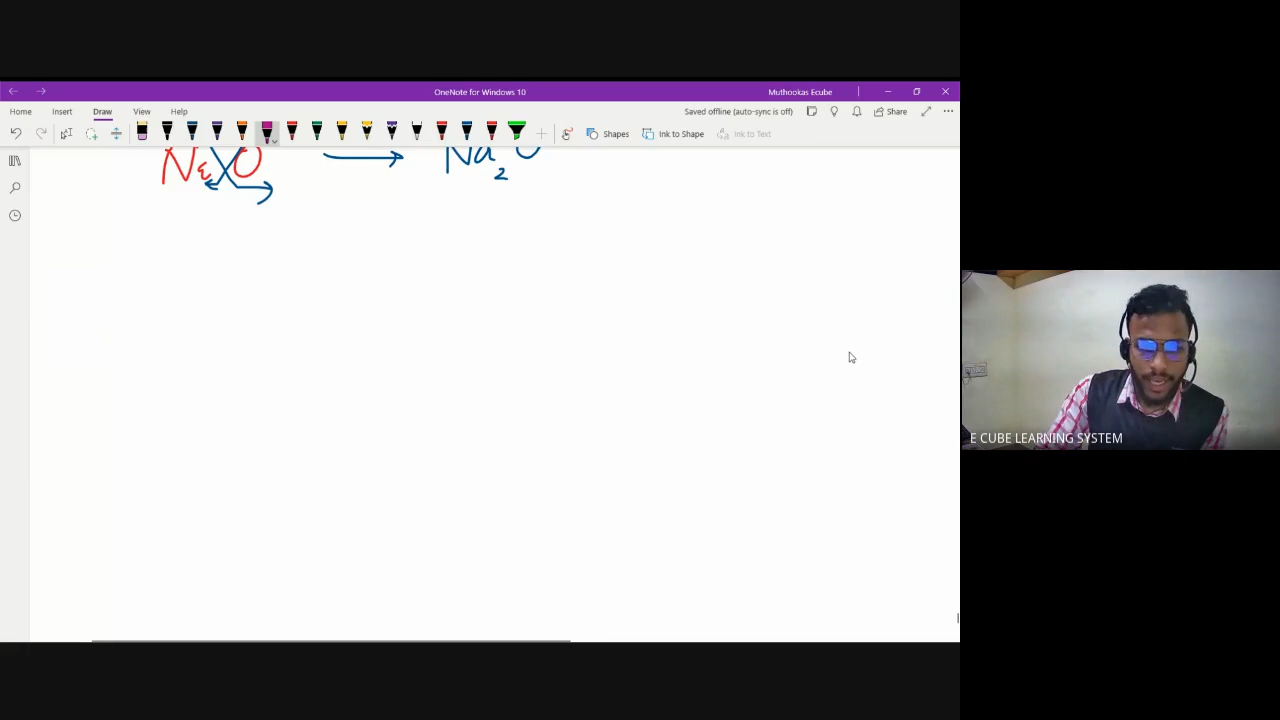 OneNote for Windows 10
Muthookas Ecube
Home Insert Draw View Help
Saved offline (auto-sync is off)
Share
Shapes
Ink to Shape
Ink to Text
Na O → Na2O
E CUBE LEARNING SYSTEM